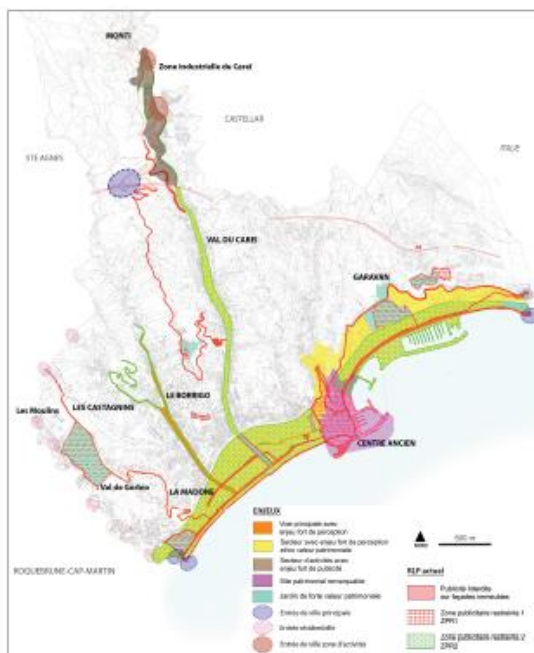 MONTI
Zone industrielle du Careï
CASTELLAR
STE AGNES
ITALIE
VAL DU CAREI
GARAVAN
LE BORRIGO
LES CASTAGNINS
Les Moulins
CENTRE ANCIEN
Val de Gorbio
LA MADONE
ROQUEBRUNE-CAP-MARTIN
ENJEUX
Voie principale avec
enjeu fort de perception
Secteur avec enjeu fort de perception
et/ou valeur patrimoniale
Secteur d'activités avec
enjeu fort de publicité
Site patrimonial remarquable
Jardin de forte valeur patrimoniale
Entrée de ville principale
Entrée résidentielle
Entrée de ville zone d'activités
NORD
500 m
RLP actuel
Publicité interdite
sur façades immeubles
Zone publicitaire restreinte 1
ZPR1
Zone publicitaire restreinte 2
ZPR2